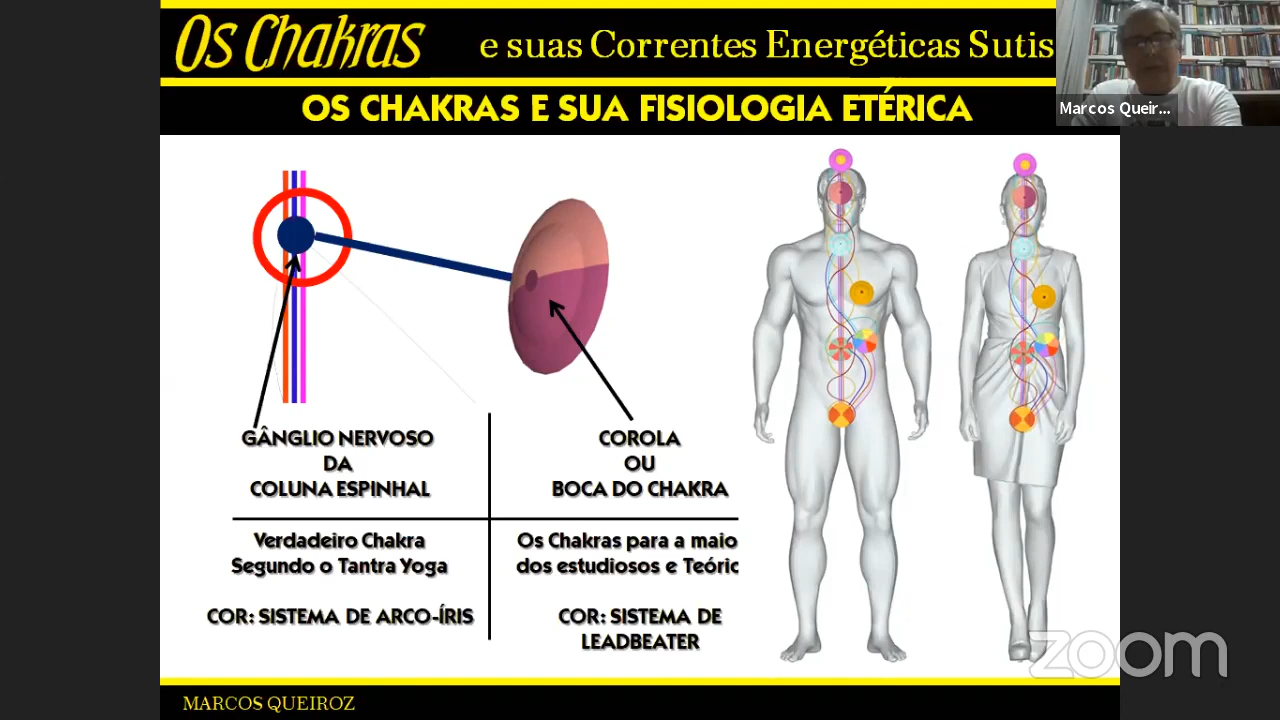 Os Chakras
e suas Correntes Energéticas Sutis
OS CHAKRAS E SUA FISIOLOGIA ETÉRICA
Marcos Queir...
GÂNGLIO NERVOSO
DA
COLUNA ESPINHAL
COROLA
OU
BOCA DO CHAKRA
Verdadeiro Chakra
Segundo o Tantra Yoga
Os Chakras para a maio
dos estudiosos e Teóric
COR: SISTEMA DE ARCO-ÍRIS
COR: SISTEMA DE
LEADBEATER
zoom
MARCOS QUEIROZ